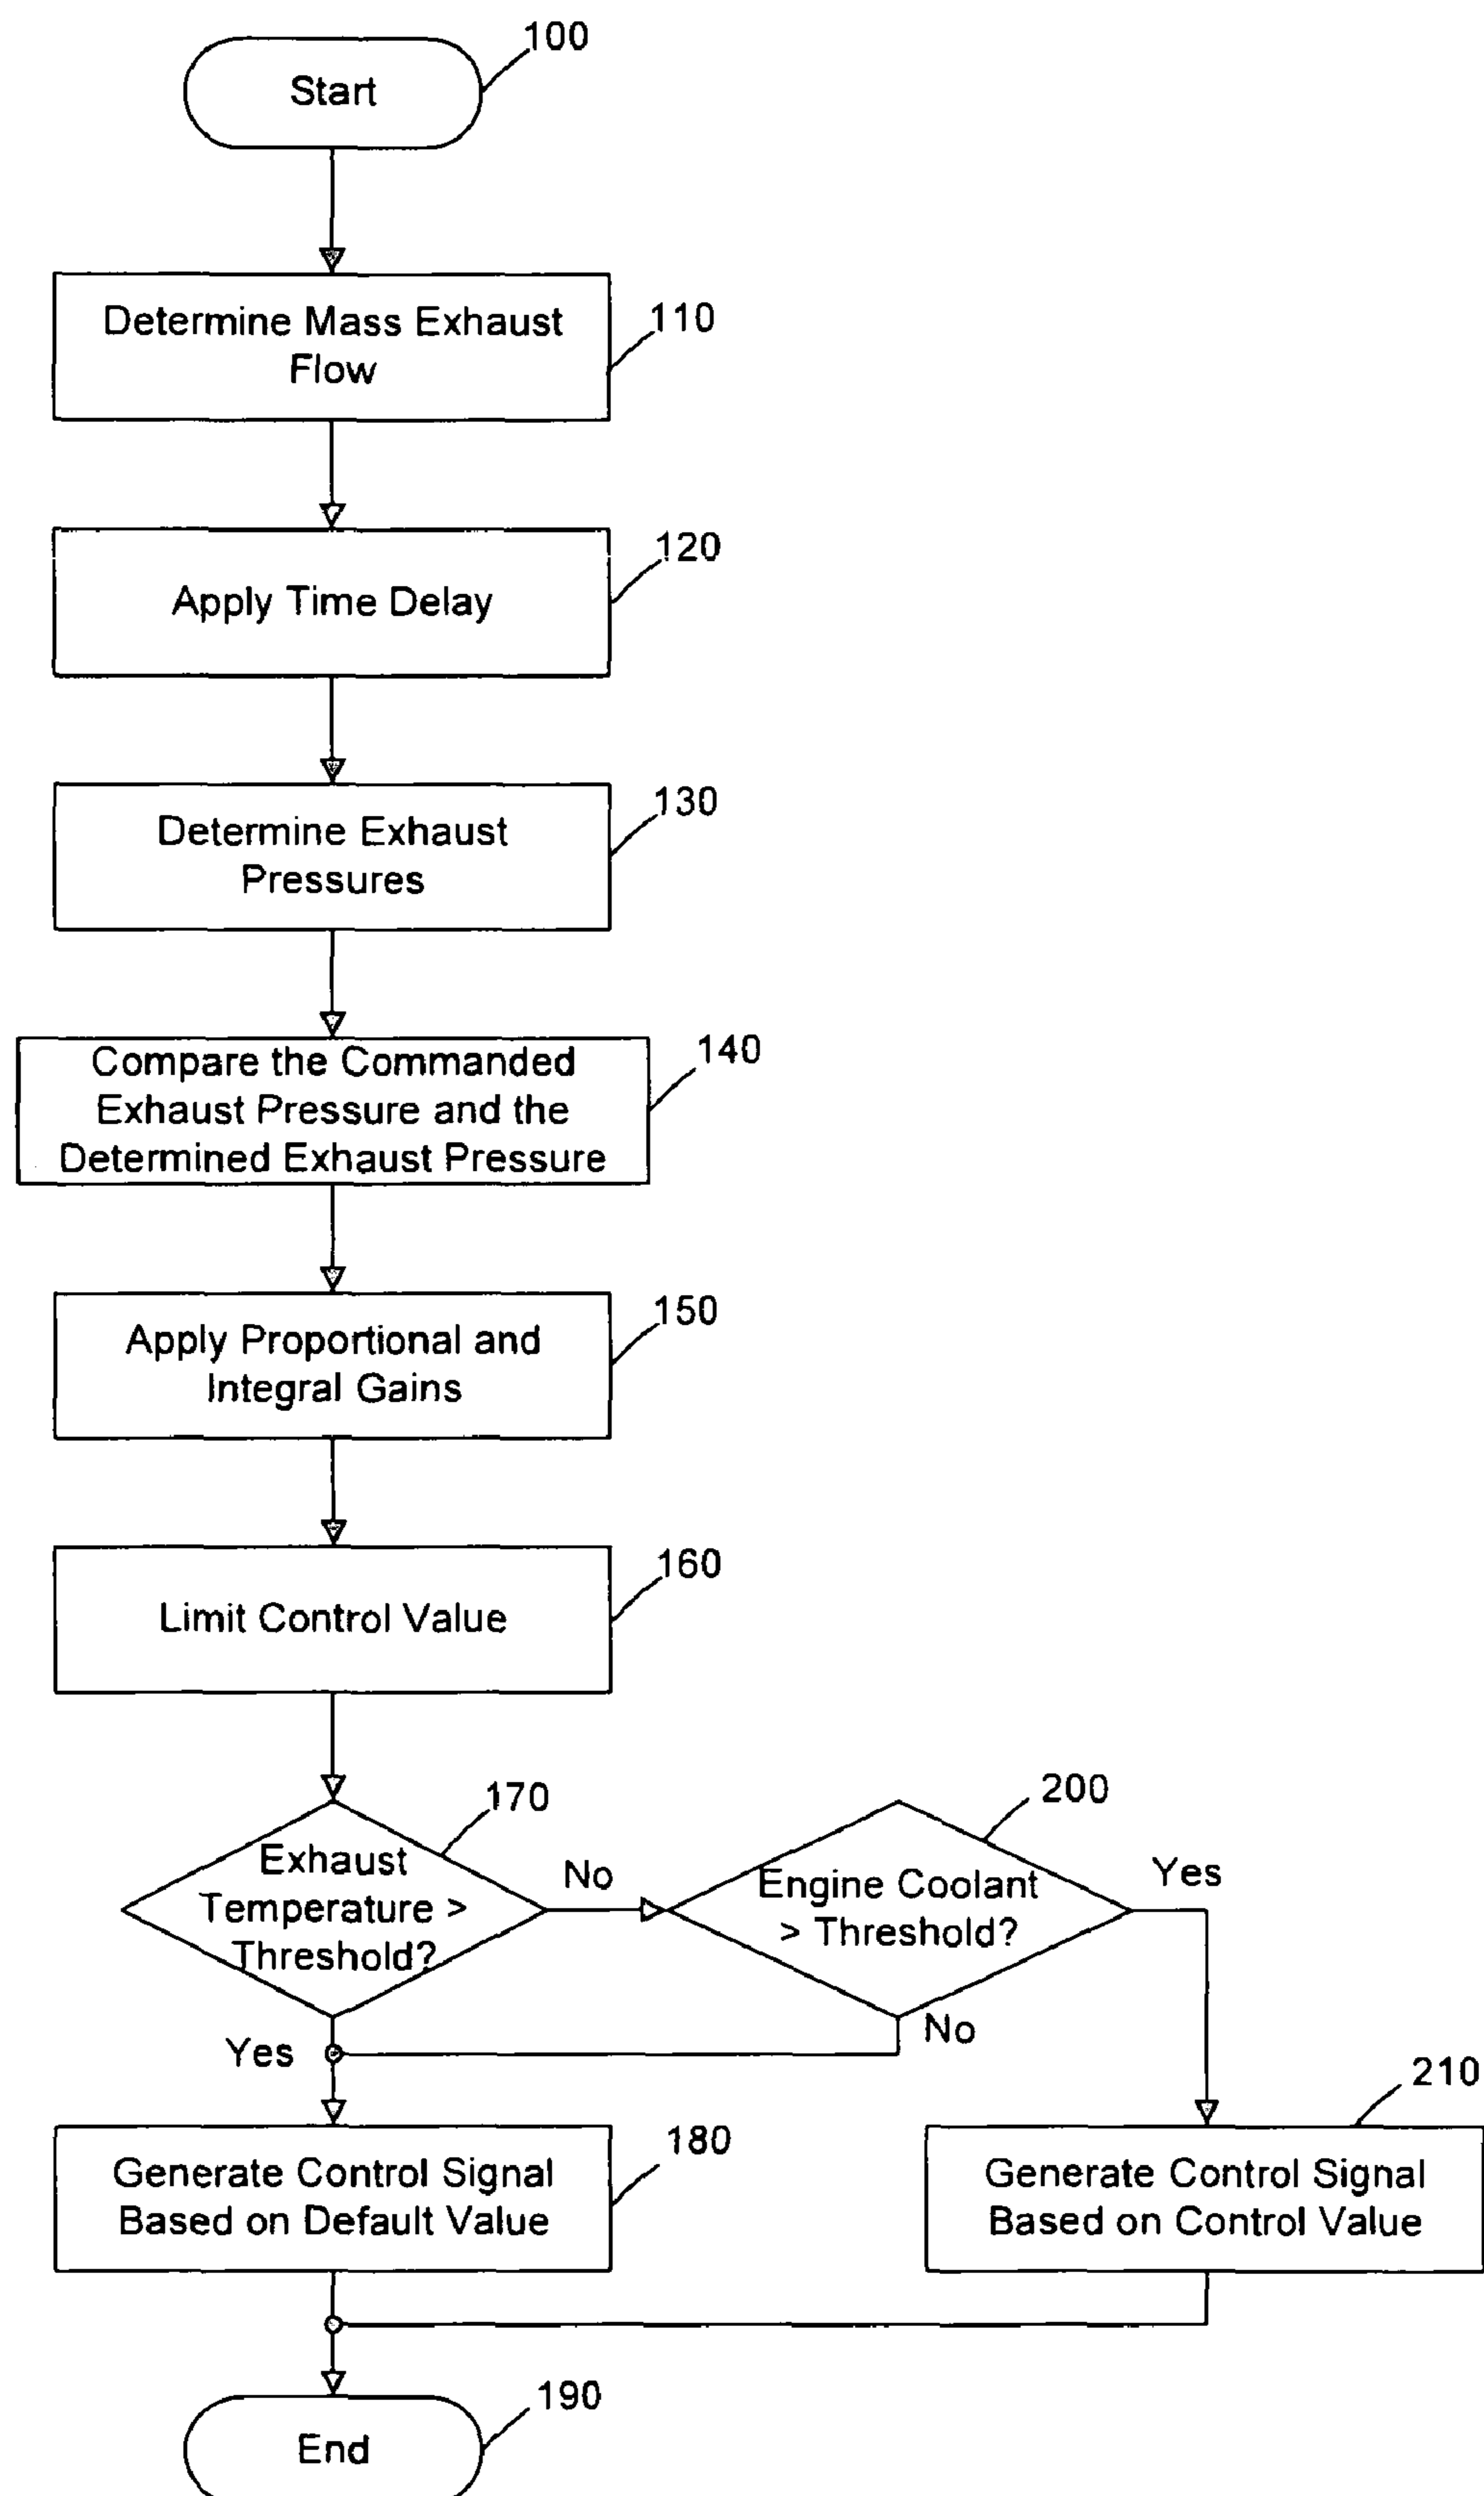 100
Start
110
Determine Mass Exhaust
Flow
120
Apply Time Delay
130
Determine Exhaust
Pressures
140
Compare the Commanded
Exhaust Pressure and the
Determined Exhaust Pressure
150
Apply Proportional and
Integral Gains
160
Limit Control Value
170
Exhaust
Temperature >
Threshold?
No
200
Engine Coolant
> Threshold?
Yes
No
Yes
180
Generate Control Signal
Based on Default Value
210
Generate Control Signal
Based on Control Value
190
End